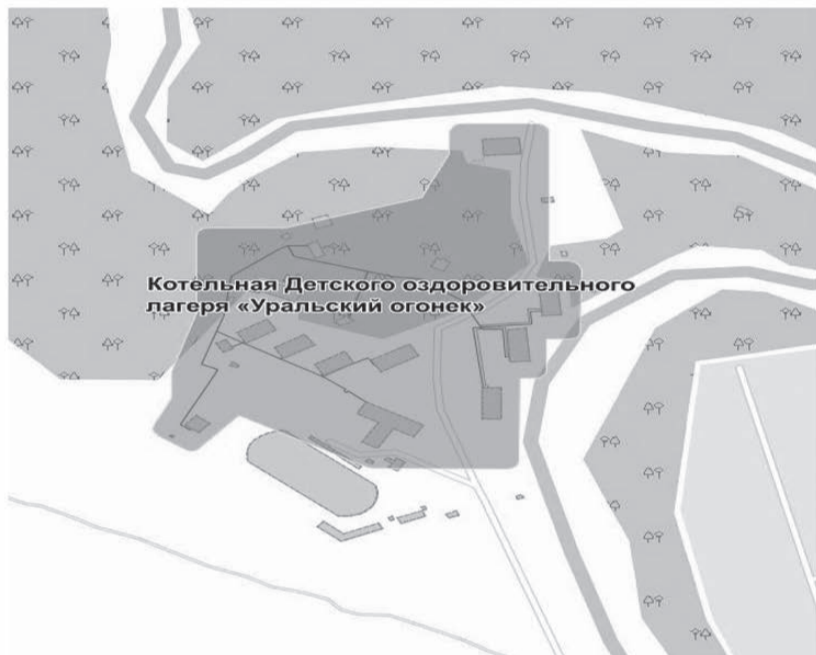 Котельная Детского оздоровительного
лагеря «Уральский огонек»